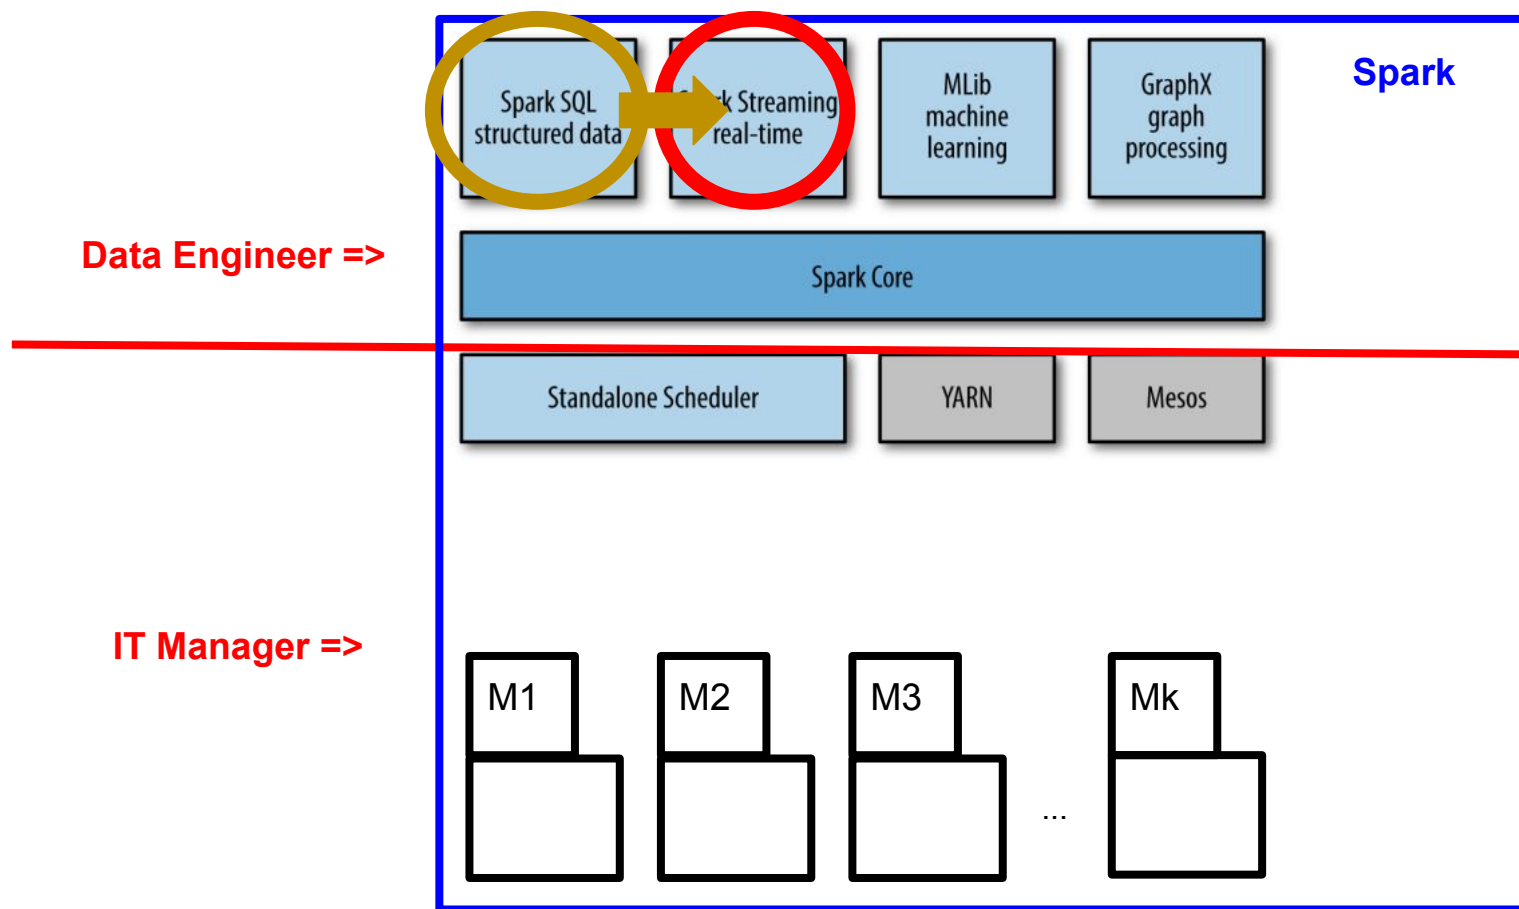 Spark SQL
structured data
k Streaming
real-time
MLib
machine
learning
GraphX
graph
processing
Spark
Data Engineer =>
Spark Core
Standalone Scheduler
YARN
Mesos
IT Manager =>
M1
M2
M3
Mk
...